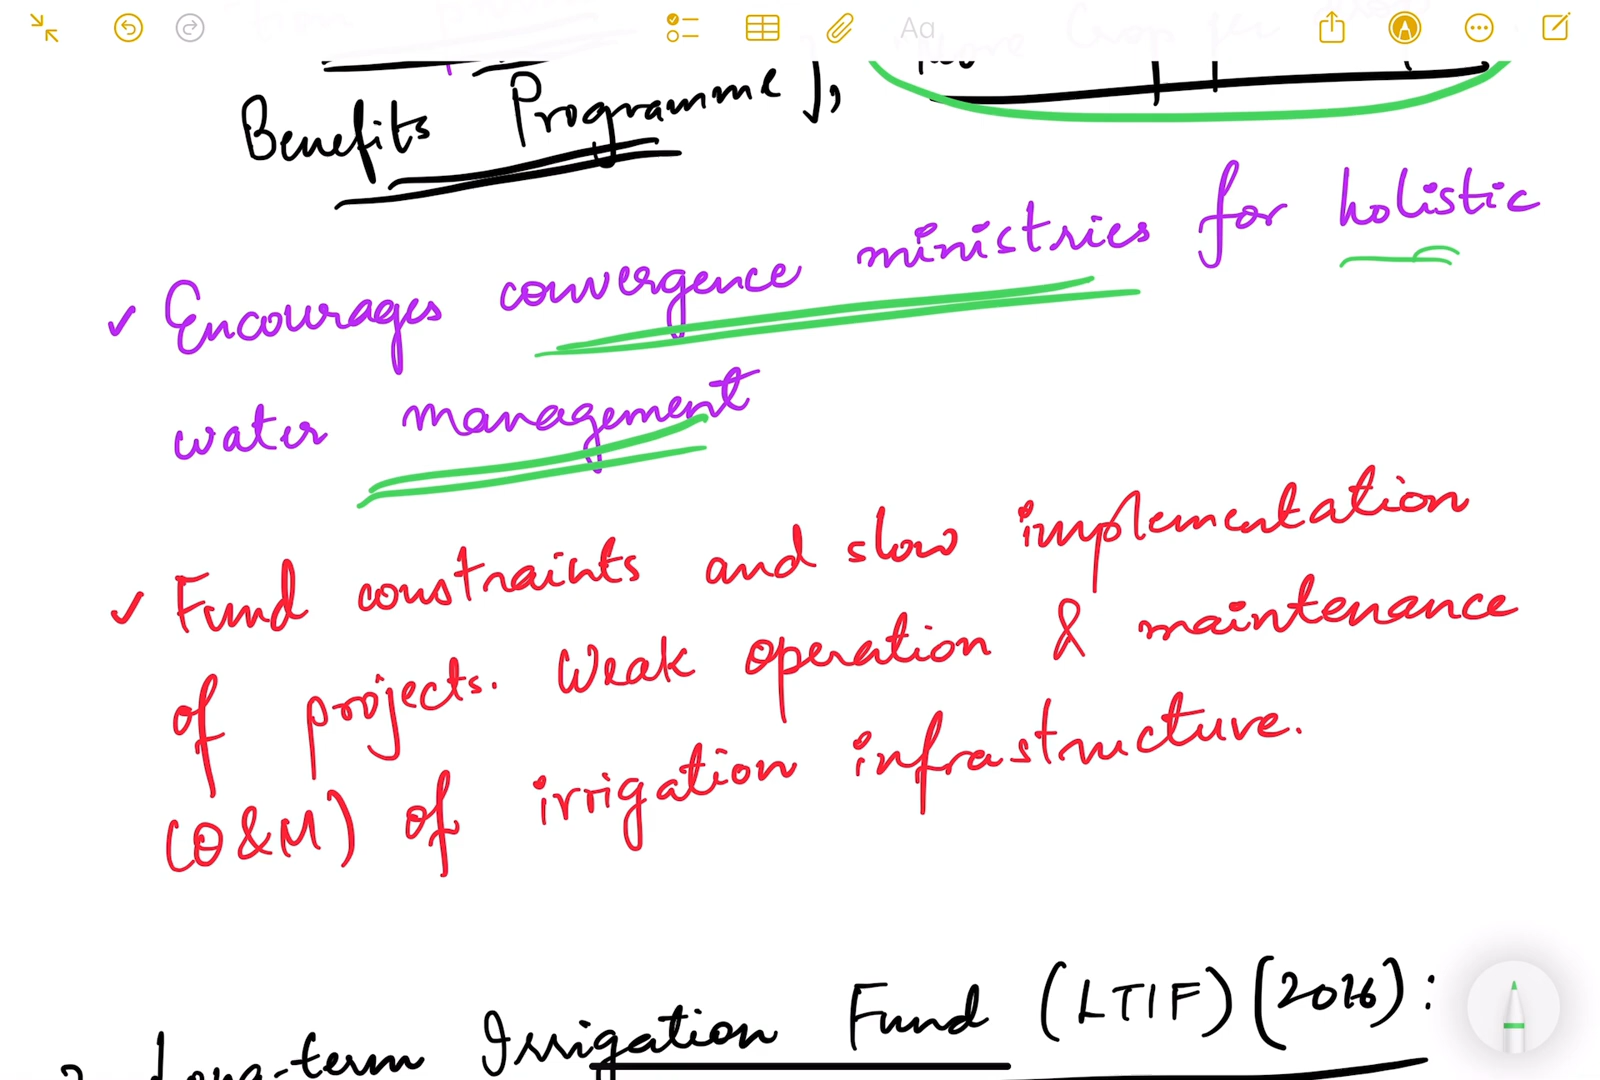 Aa
Benefits Programme],
✓ Encourages convergence ministries for holistic
water management
✓ Fund constraints and slow implementation
of projects. Weak operation & maintenance
(O&M) of irrigation infrastructure.
Long-term Irrigation Fund (LTIF) (2016):